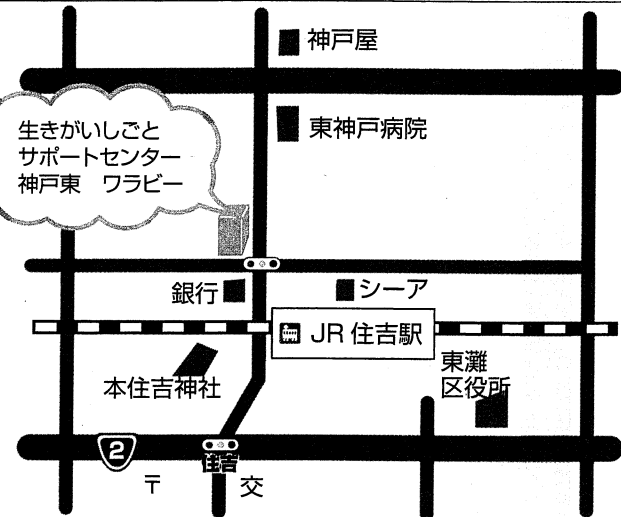 神戸屋
東神戸病院
生きがいしごと
サポートセンター
神戸東 ワラビー
銀行
シーア
JR 住吉駅
本住吉神社
東灘
区役所
2
住吉
〒
交